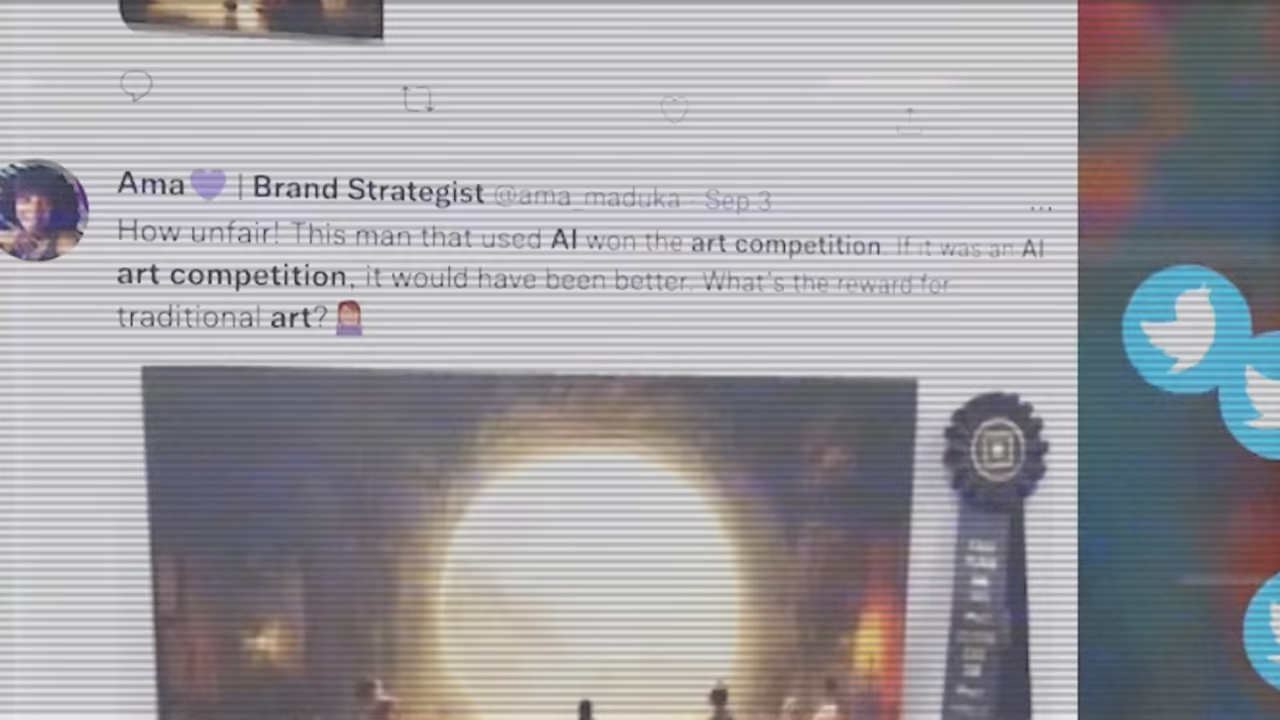 Ama💜 | Brand Strategist @ama_maduka · Sep 3
...
How unfair! This man that used AI won the art competition. If it was an AI
art competition, it would have been better. What's the reward for
traditional art?🤦🏻‍♀️